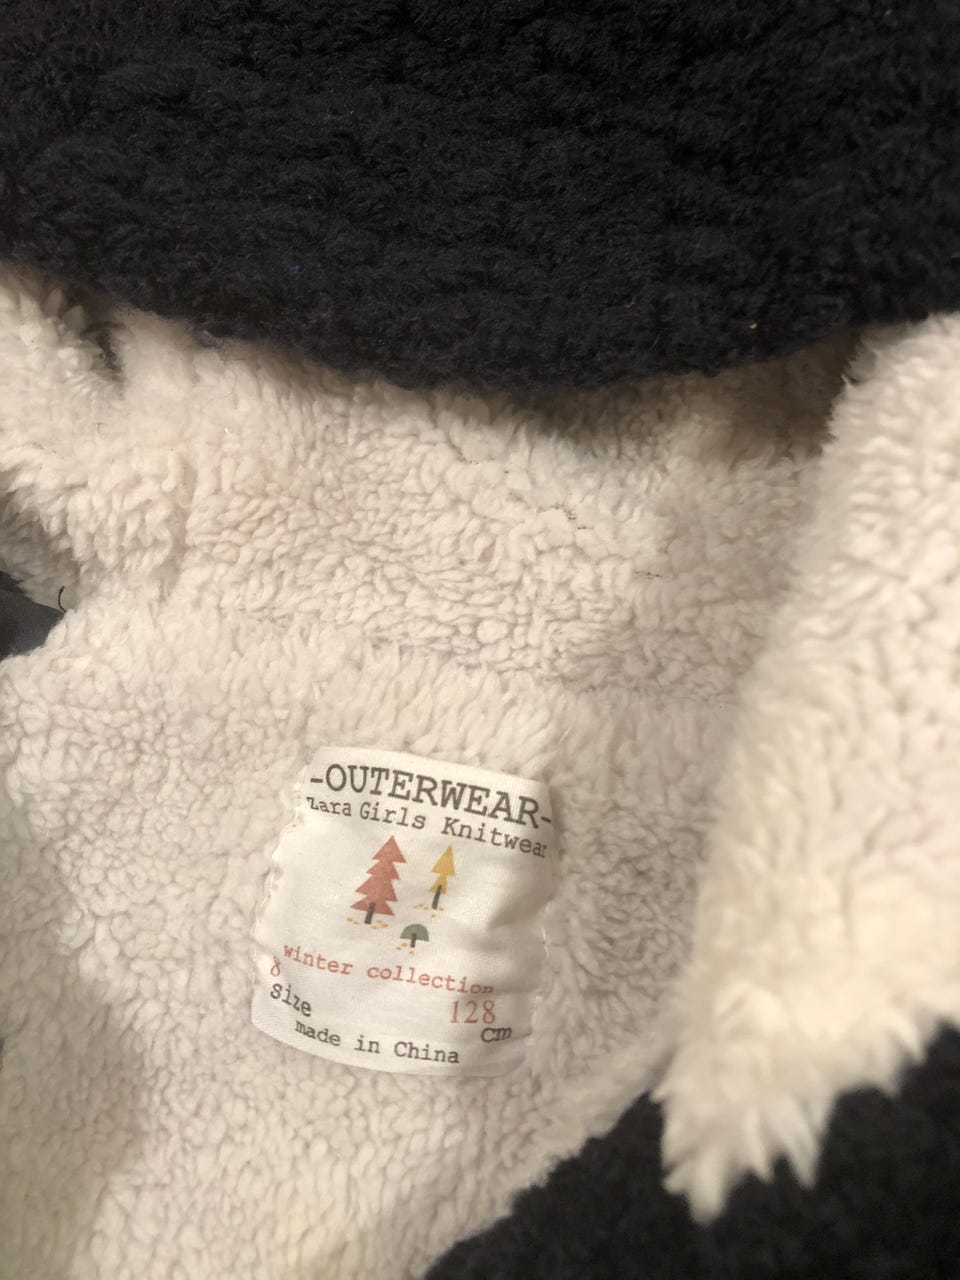 -OUTERWEAR-
Zara Girls Knitwear
winter collection
8 128
Size cm
made in China